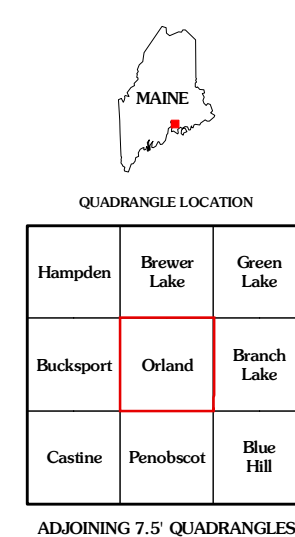 MAINE
QUADRANGLE LOCATION
Hampden
Brewer
Lake
Green
Lake
Bucksport
Orland
Branch
Lake
Castine
Penobscot
Blue
Hill
ADJOINING 7.5' QUADRANGLES